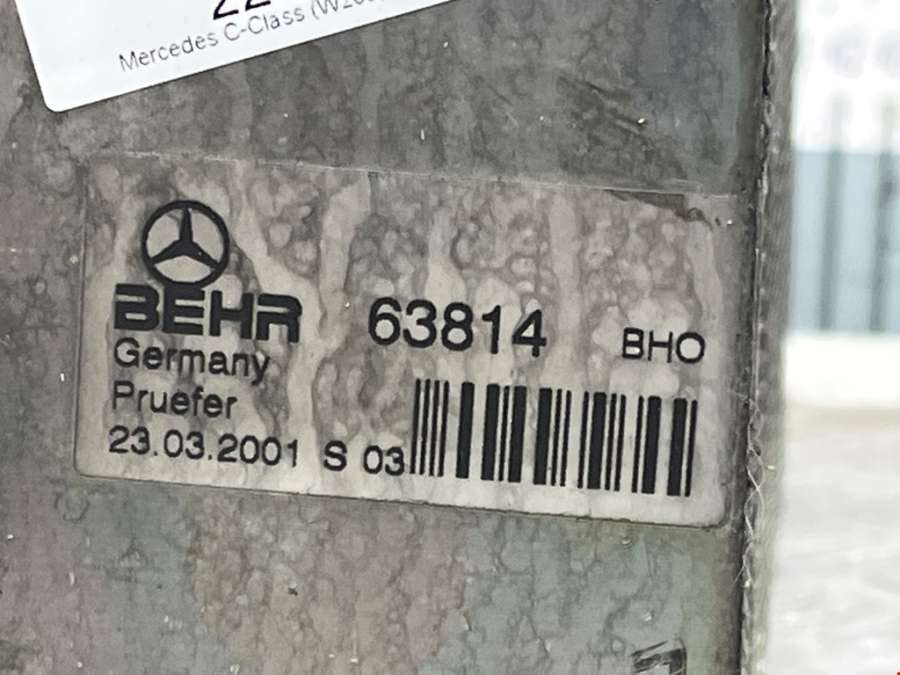 Mercedes C-Class
BEHR 63814 BHO
Germany
Pruefer
23.03.2001 S 03